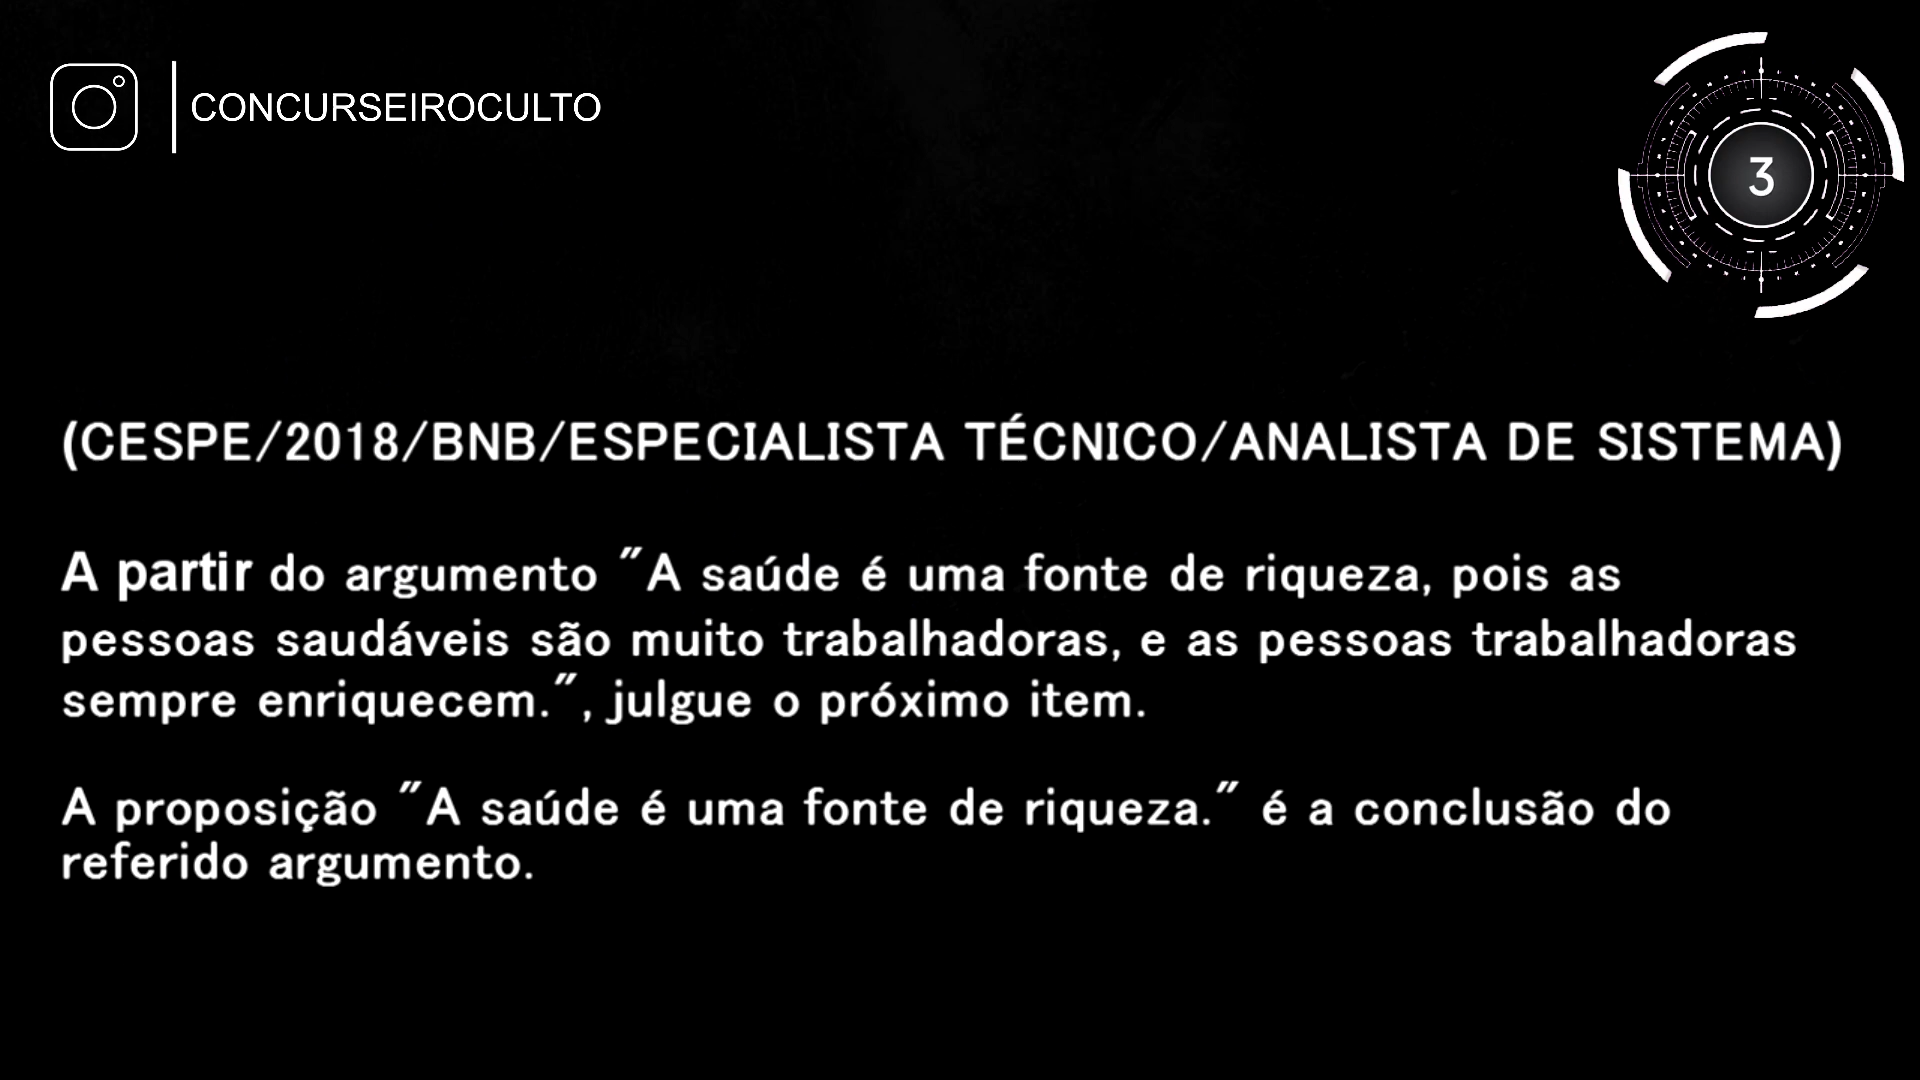 CONCURSEIROCULTO
3
(CESPE/2018/BNB/ESPECIALISTA TÉCNICO/ANALISTA DE SISTEMA)
A partir do argumento "A saúde é uma fonte de riqueza, pois as
pessoas saudáveis são muito trabalhadoras, e as pessoas trabalhadoras
sempre enriquecem.", julgue o próximo item.
A proposição "A saúde é uma fonte de riqueza." é a conclusão do
referido argumento.